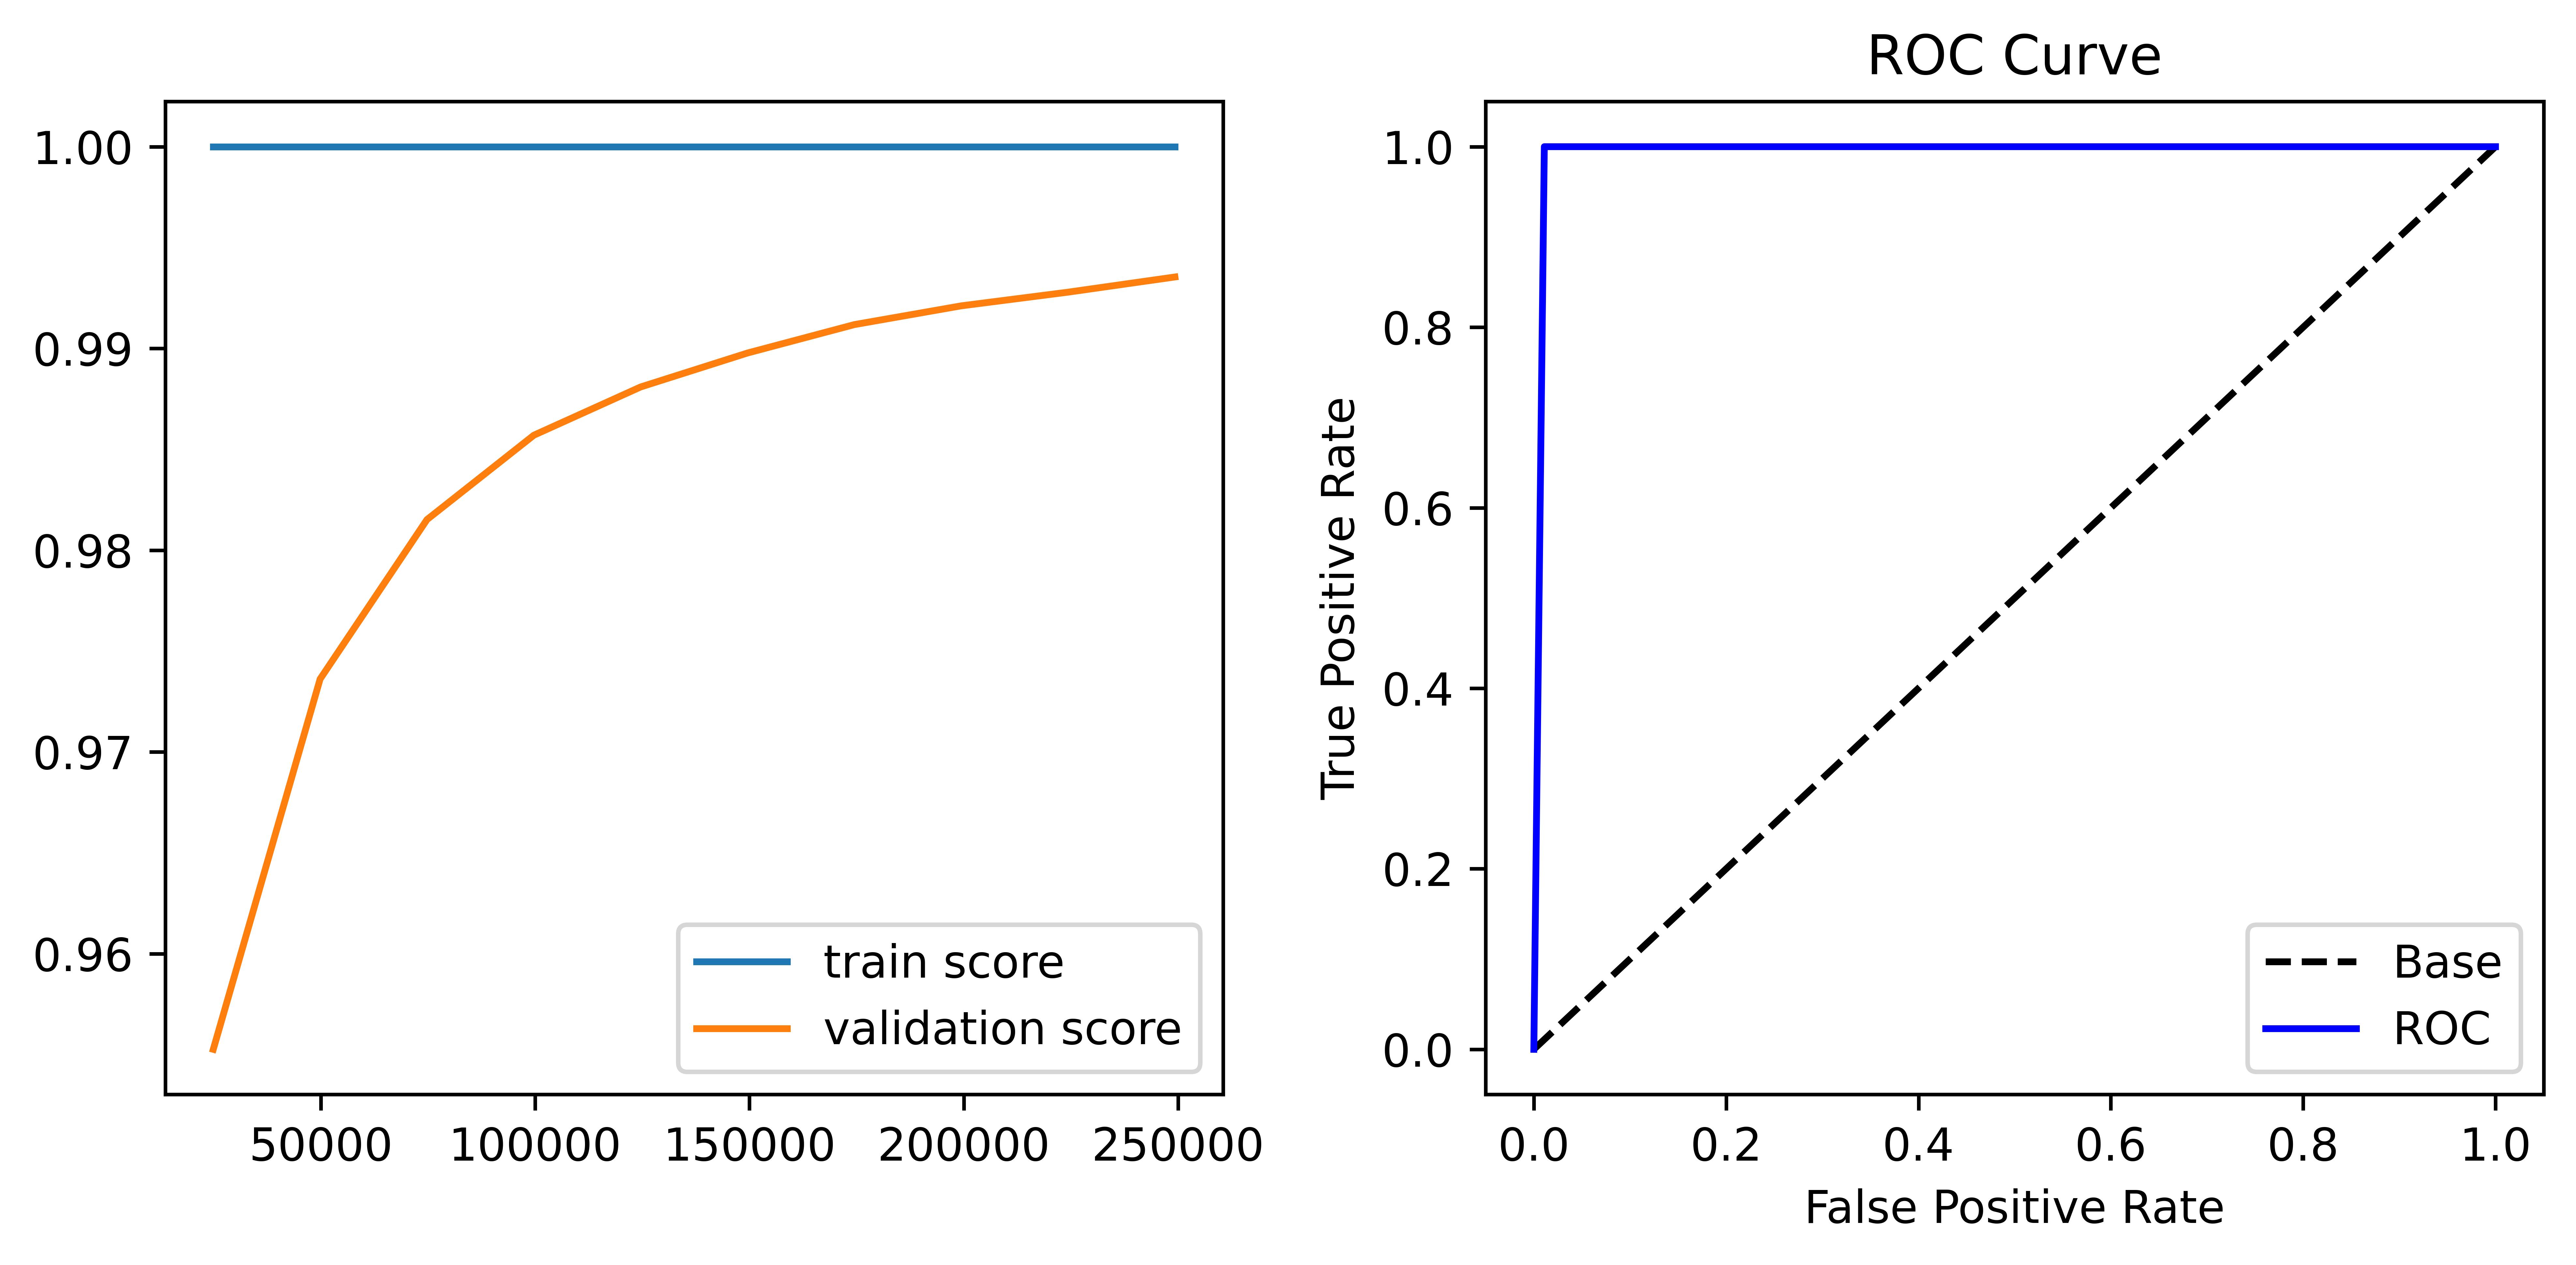 1.00
0.99
0.98
0.97
0.96
50000 100000 150000 200000 250000
train score
validation score
ROC Curve
True Positive Rate
1.0
0.8
0.6
0.4
0.2
0.0
0.0 0.2 0.4 0.6 0.8 1.0
False Positive Rate
Base
ROC